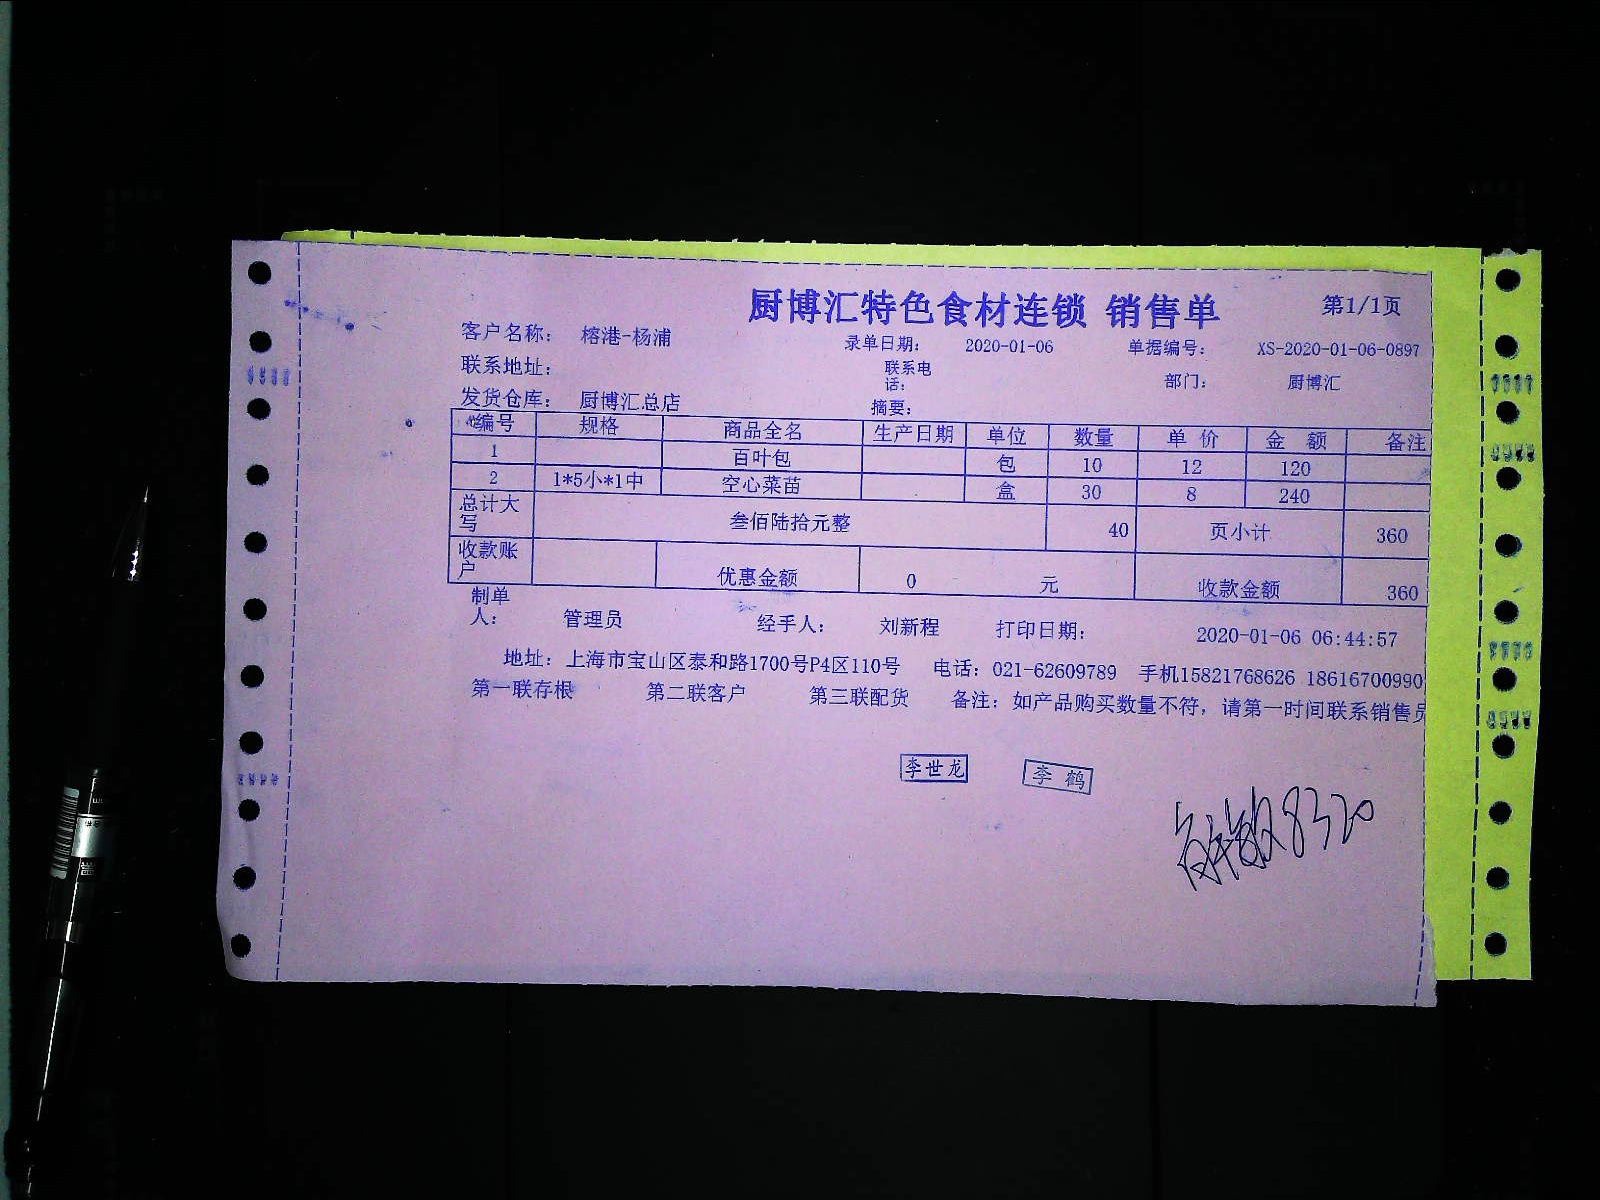 厨博汇特色食材连锁 销售单 第1/1页
客户名称： 榕港-杨浦 录单日期： 2020-01-06 单据编号： XS-2020-01-06-0897
联系地址： 联系电话： 部门： 厨博汇
发货仓库： 厨博汇总店 摘要：
编号 规格 商品全名 生产日期 单位 数量 单价 金额 备注
1 百叶包 包 10 12 120
2 1*5小*1中 空心菜苗 盒 30 8 240
总计大写 叁佰陆拾元整 40 页小计 360
收款账户 优惠金额 0 元 收款金额 360
制单人： 管理员 经手人： 刘新程 打印日期： 2020-01-06 06:44:57
地址：上海市宝山区泰和路1700号P4区110号 电话：021-62609789 手机15821768626 18616700990
第一联存根 第二联客户 第三联配货 备注：如产品购买数量不符，请第一时间联系销售员
李世龙 李鹤
8320